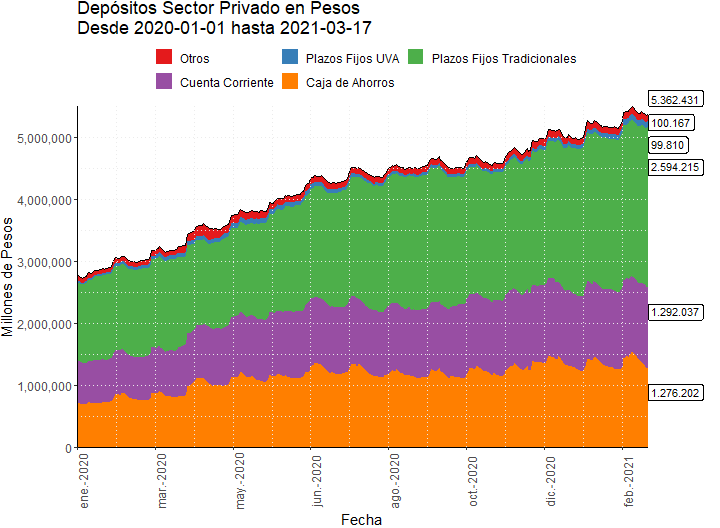 Depósitos Sector Privado en Pesos
Desde 2020-01-01 hasta 2021-03-17
Otros
Plazos Fijos UVA
Plazos Fijos Tradicionales
Cuenta Corriente
Caja de Ahorros
5.362.431
100.167
99.810
2.594.215
1.292.037
1.276.202
5,000,000
4,000,000
3,000,000
2,000,000
1,000,000
0
Millones de Pesos
ene.-2020
mar.-2020
may.-2020
jun.-2020
ago.-2020
oct.-2020
dic.-2020
feb.-2021
Fecha